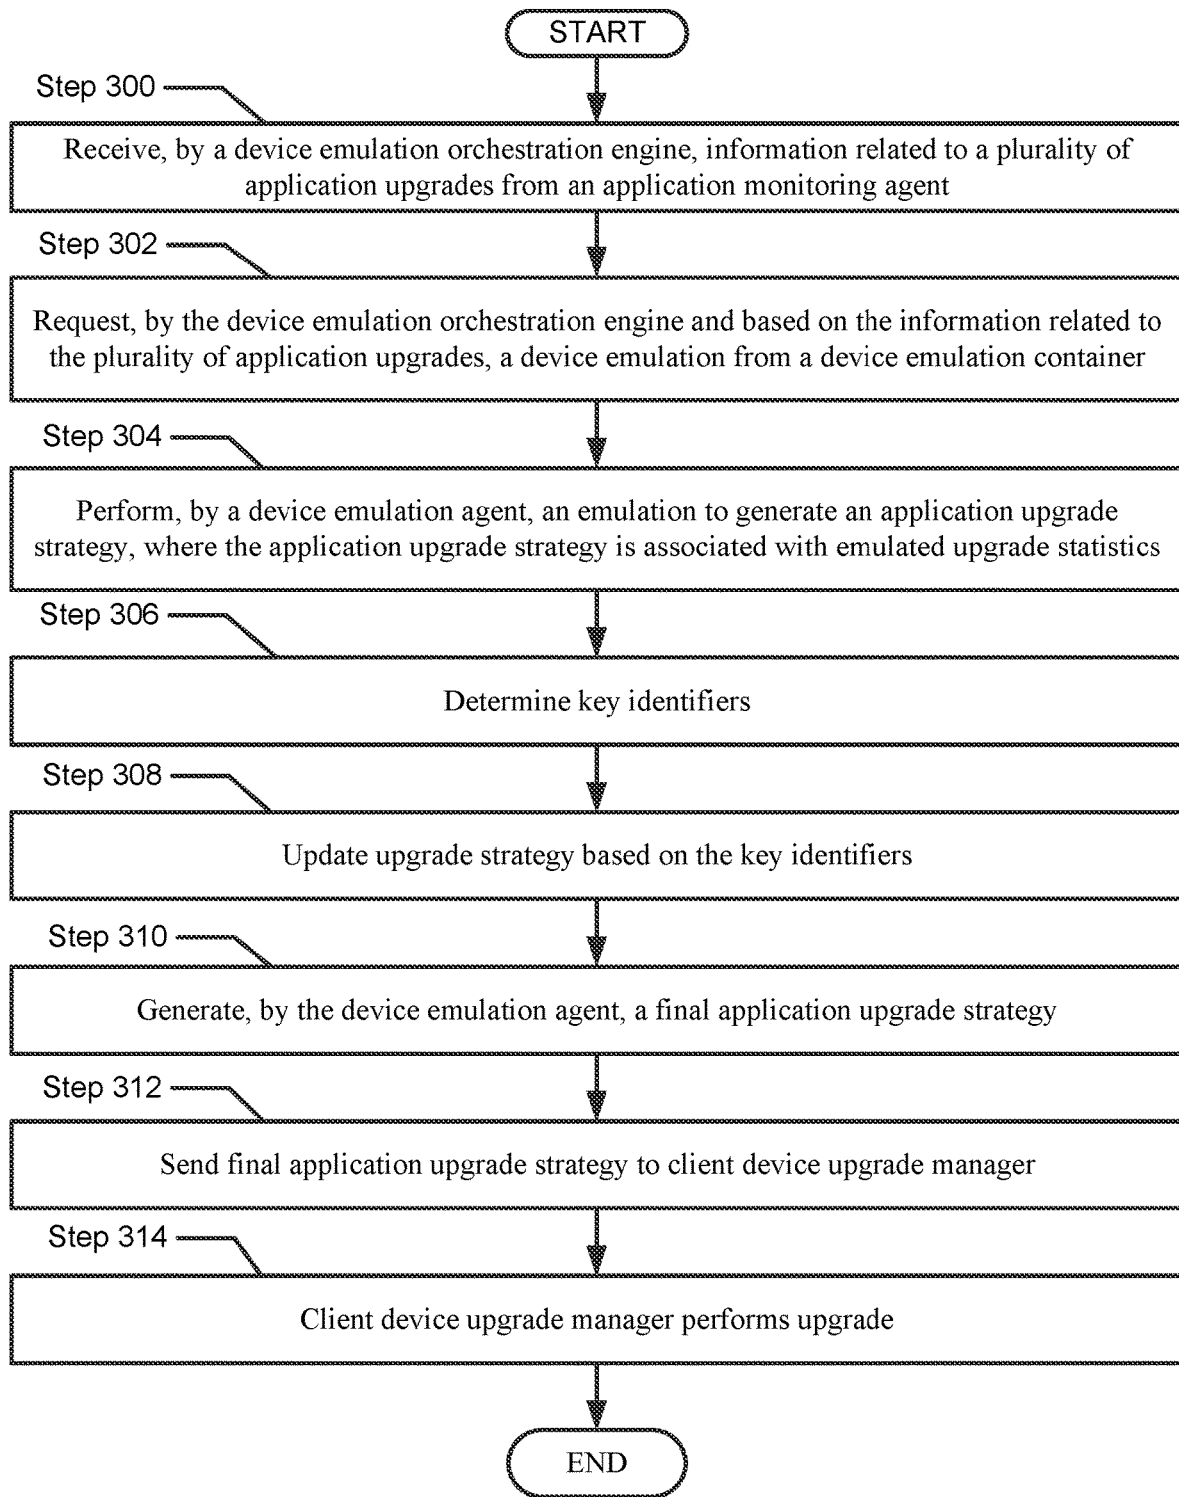 START
Step 300
Receive, by a device emulation orchestration engine, information related to a plurality of
application upgrades from an application monitoring agent
Step 302
Request, by the device emulation orchestration engine and based on the information related to
the plurality of application upgrades, a device emulation from a device emulation container
Step 304
Perform, by a device emulation agent, an emulation to generate an application upgrade
strategy, where the application upgrade strategy is associated with emulated upgrade statistics
Step 306
Determine key identifiers
Step 308
Update upgrade strategy based on the key identifiers
Step 310
Generate, by the device emulation agent, a final application upgrade strategy
Step 312
Send final application upgrade strategy to client device upgrade manager
Step 314
Client device upgrade manager performs upgrade
END